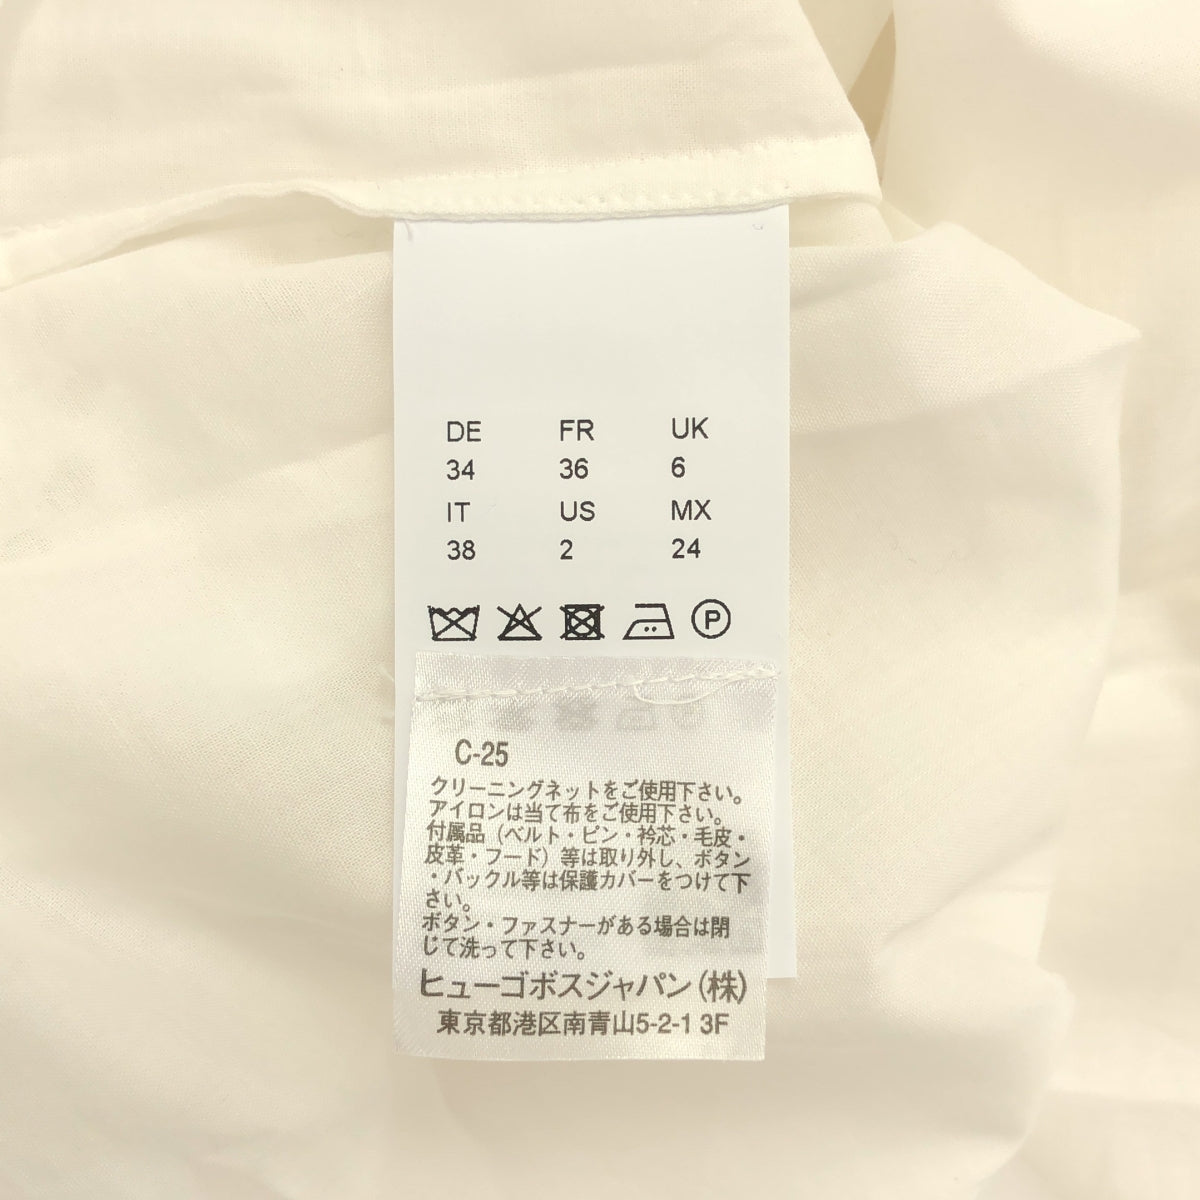 DE FR UK
34 36 6
IT US MX
38 2 24
P
C-25
クリーニングネットをご使用下さい。
アイロンは当て布をご使用下さい。
付属品（ベルト・ピン・衿芯・毛皮・
皮革・フード）等は取り外し、ボタン
・バックル等は保護カバーをつけて下
さい。
ボタン・ファスナーがある場合は閉
じて洗って下さい。
ヒューゴボスジャパン(株)
東京都港区南青山5-2-1 3F